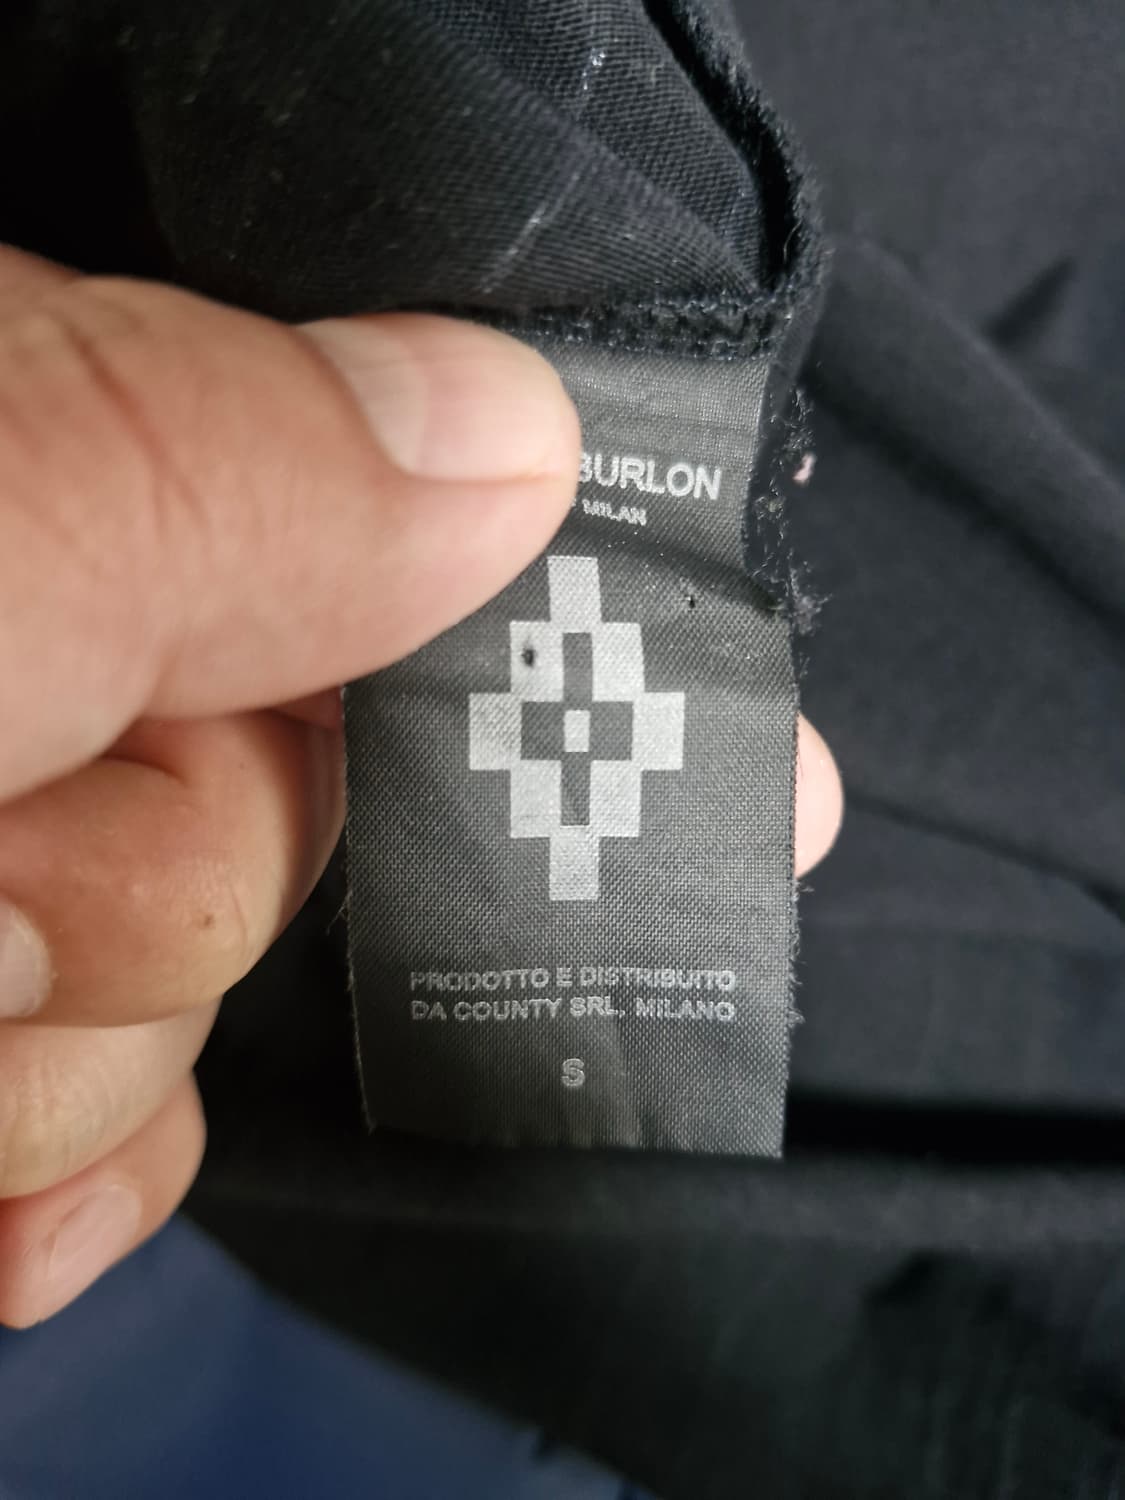 BURLON
MILAN
PRODOTTO E DISTRIBUITO
DA COUNTY SRL, MILANO
S